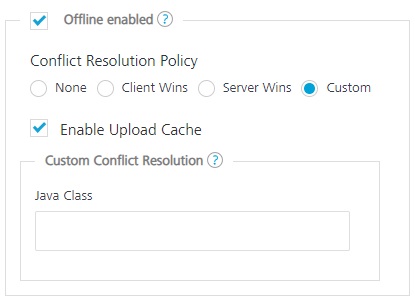 Offline enabled ?
Conflict Resolution Policy
None Client Wins Server Wins Custom
Enable Upload Cache
Custom Conflict Resolution ?
Java Class